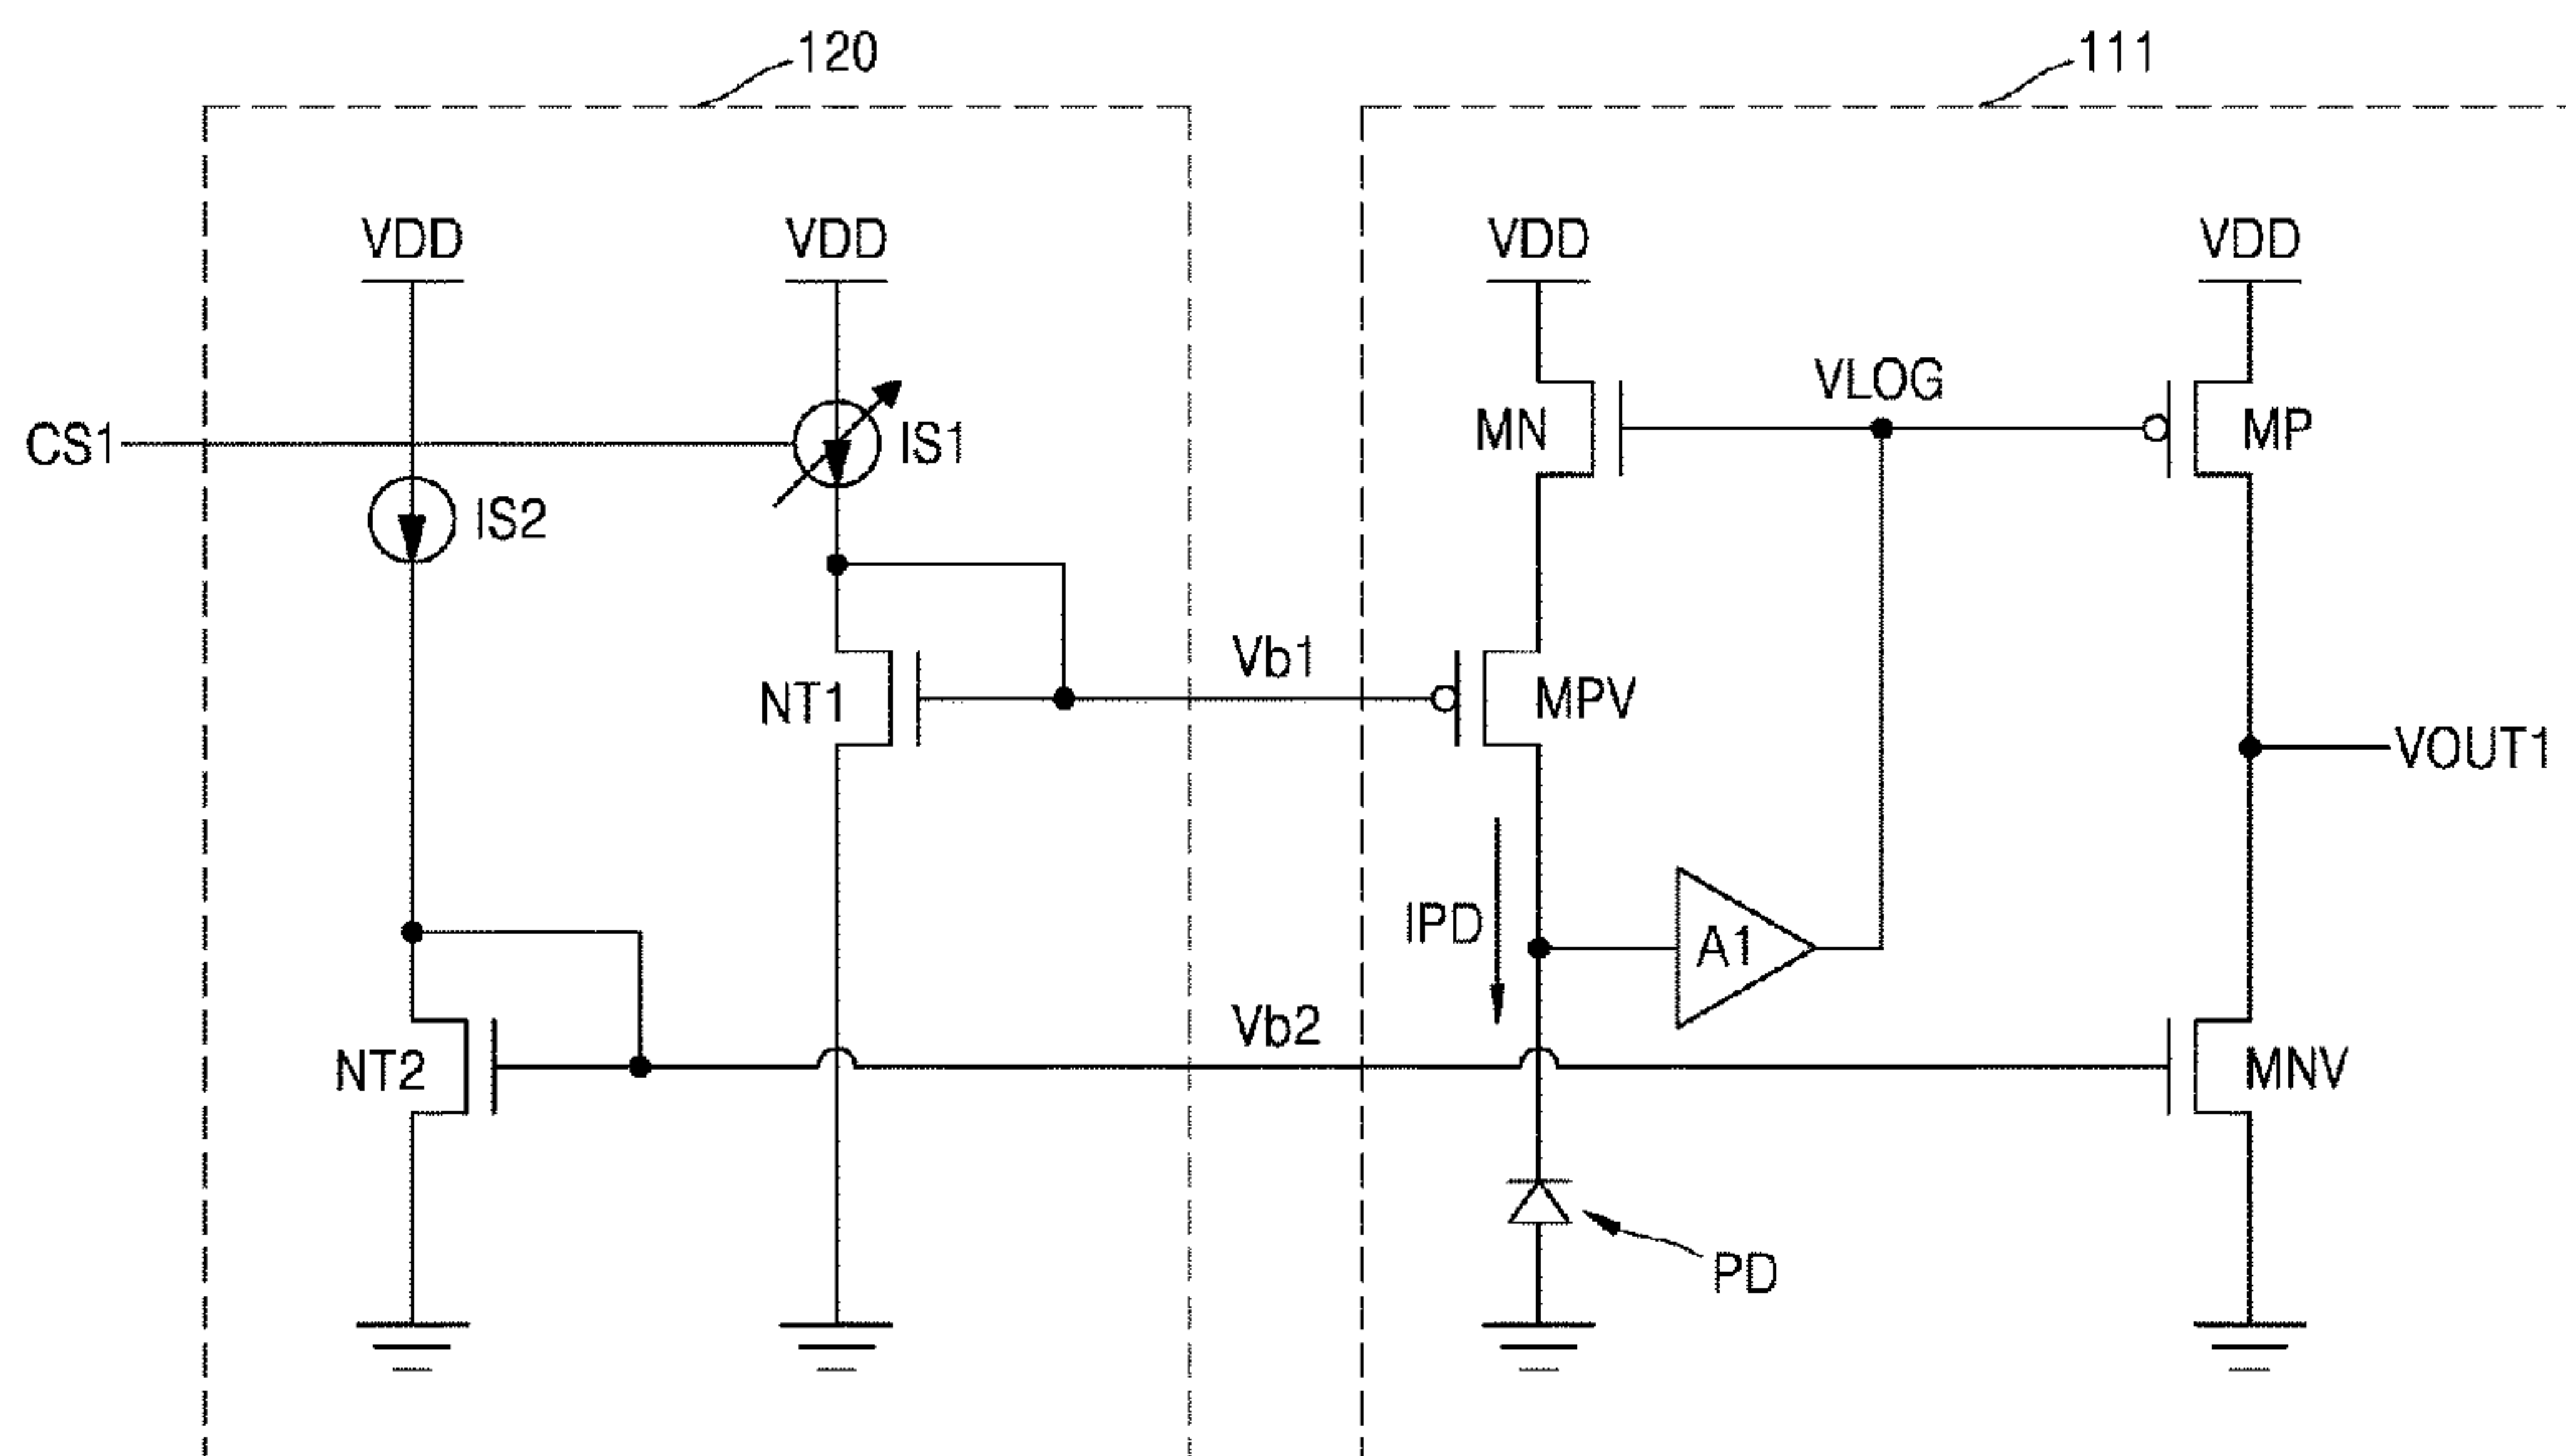 120
111
VDD
VDD
VDD
VDD
VLOG
MN
MP
CS1
IS1
IS2
Vb1
NT1
MPV
VOUT1
IPD
A1
Vb2
NT2
MNV
PD